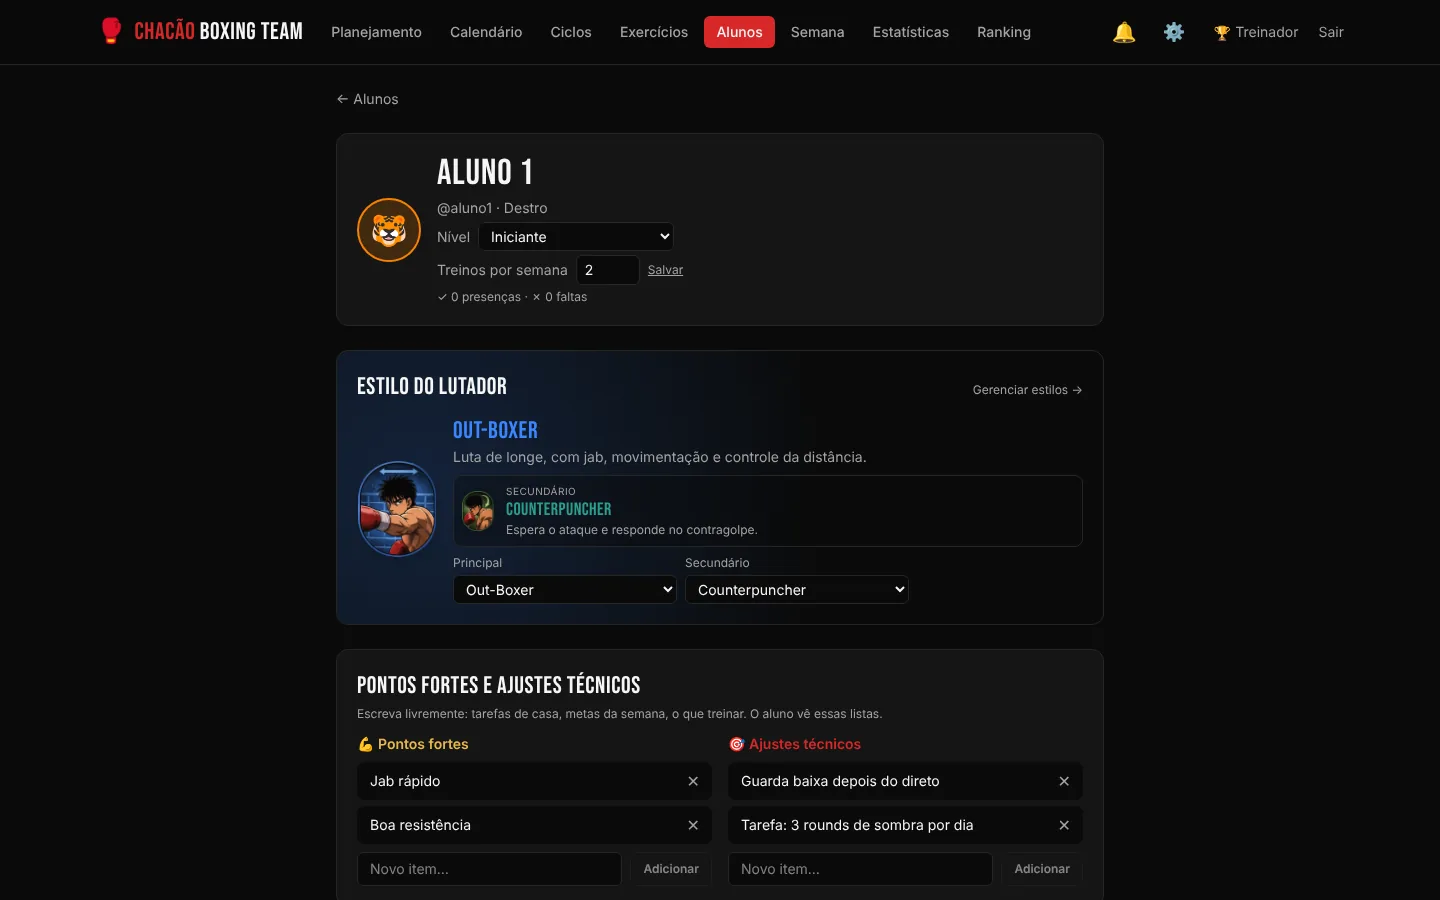 CHACÃO BOXING TEAM Planejamento Calendário Ciclos Exercícios Alunos Semana Estatísticas Ranking Treinador Sair
← Alunos
ALUNO 1
@aluno1 · Destro
Nível Iniciante
Treinos por semana 2 Salvar
✓ 0 presenças · × 0 faltas
ESTILO DO LUTADOR
Gerenciar estilos →
OUT-BOXER
Luta de longe, com jab, movimentação e controle da distância.
SECUNDÁRIO
COUNTERPUNCHER
Espera o ataque e responde no contragolpe.
Principal Secundário
Out-Boxer Counterpuncher
PONTOS FORTES E AJUSTES TÉCNICOS
Escreva livremente: tarefas de casa, metas da semana, o que treinar. O aluno vê essas listas.
Pontos fortes Ajustes técnicos
Jab rápido × Guarda baixa depois do direto ×
Boa resistência × Tarefa: 3 rounds de sombra por dia ×
Novo item... Adicionar Novo item... Adicionar